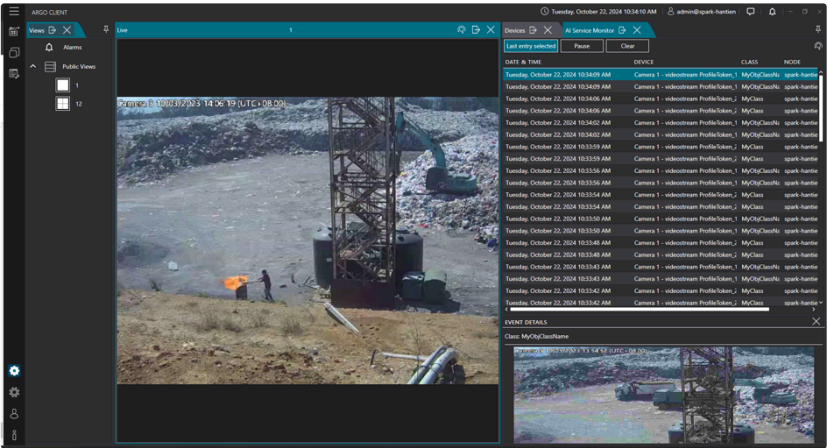 ARGO CLIENT
Tuesday, October 22, 2024 10:34:10 AM
admin@spark-hantien
Views
Alarms
Public Views
1
12
Live
1
Devices
AI Service Monitor
Last entry selected
Pause
Clear
DATE & TIME DEVICE CLASS NODE
Tuesday, October 22, 2024 10:34:09 AM Camera 1 - videostream ProfileToken_1 MyObjClassNa spark-hantie
Tuesday, October 22, 2024 10:34:09 AM Camera 1 - videostream ProfileToken_1 MyObjClassNa spark-hantie
Tuesday, October 22, 2024 10:34:06 AM Camera 1 - videostream ProfileToken_2 MyClass spark-hantie
Tuesday, October 22, 2024 10:34:06 AM Camera 1 - videostream ProfileToken_2 MyClass spark-hantie
Tuesday, October 22, 2024 10:34:02 AM Camera 1 - videostream ProfileToken_1 MyObjClassNa spark-hantie
Tuesday, October 22, 2024 10:34:02 AM Camera 1 - videostream ProfileToken_1 MyObjClassNa spark-hantie
Tuesday, October 22, 2024 10:33:59 AM Camera 1 - videostream ProfileToken_2 MyClass spark-hantie
Tuesday, October 22, 2024 10:33:59 AM Camera 1 - videostream ProfileToken_2 MyClass spark-hantie
Tuesday, October 22, 2024 10:33:56 AM Camera 1 - videostream ProfileToken_1 MyObjClassNa spark-hantie
Tuesday, October 22, 2024 10:33:56 AM Camera 1 - videostream ProfileToken_1 MyObjClassNa spark-hantie
Tuesday, October 22, 2024 10:33:54 AM Camera 1 - videostream ProfileToken_2 MyClass spark-hantie
Tuesday, October 22, 2024 10:33:54 AM Camera 1 - videostream ProfileToken_2 MyClass spark-hantie
Tuesday, October 22, 2024 10:33:50 AM Camera 1 - videostream ProfileToken_1 MyObjClassNa spark-hantie
Tuesday, October 22, 2024 10:33:50 AM Camera 1 - videostream ProfileToken_1 MyObjClassNa spark-hantie
Tuesday, October 22, 2024 10:33:48 AM Camera 1 - videostream ProfileToken_2 MyClass spark-hantie
Tuesday, October 22, 2024 10:33:48 AM Camera 1 - videostream ProfileToken_2 MyClass spark-hantie
Tuesday, October 22, 2024 10:33:43 AM Camera 1 - videostream ProfileToken_1 MyObjClassNa spark-hantie
Tuesday, October 22, 2024 10:33:43 AM Camera 1 - videostream ProfileToken_1 MyObjClassNa spark-hantie
Tuesday, October 22, 2024 10:33:42 AM Camera 1 - videostream ProfileToken_2 MyClass spark-hantie
Tuesday, October 22, 2024 10:33:42 AM Camera 1 - videostream ProfileToken_2 MyClass spark-hantie
EVENT DETAILS
Class: MyObjClassName
10/03/2023 14:06:19 (UTC+08:00)
10/03/2023 13:54:52 (UTC+08:00)